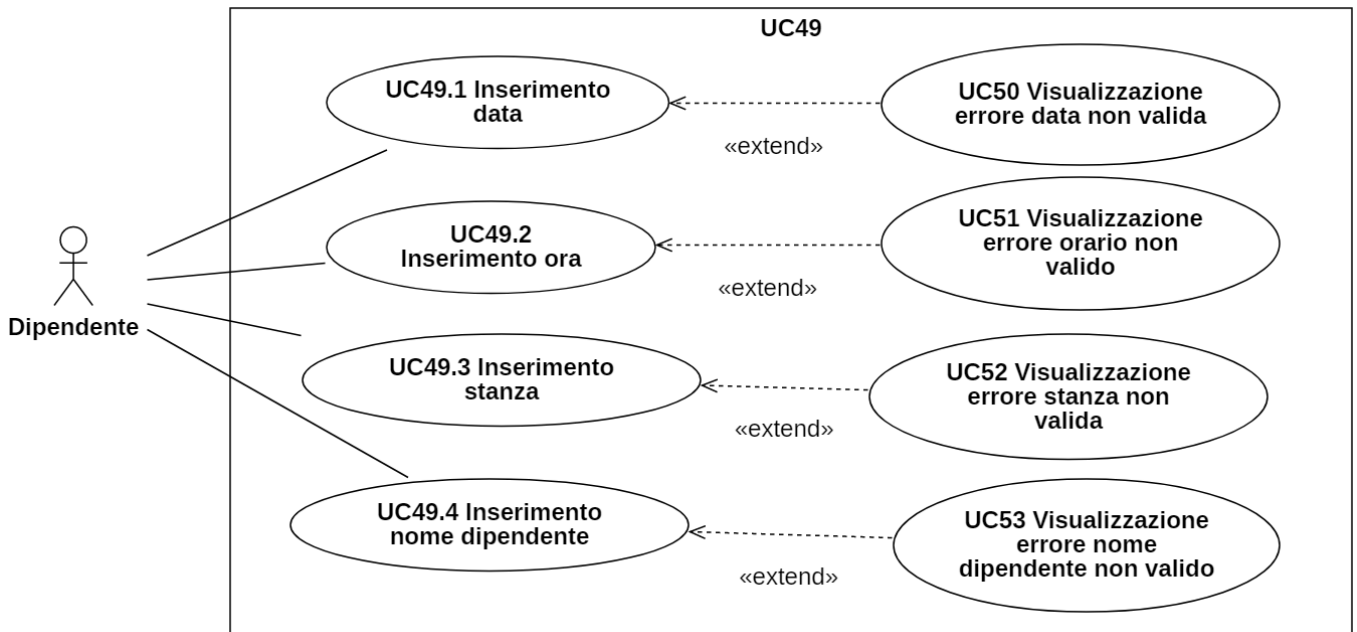 UC49
UC49.1 Inserimento
data
UC50 Visualizzazione
errore data non valida
«extend»
UC49.2
Inserimento ora
UC51 Visualizzazione
errore orario non
valido
«extend»
Dipendente
UC49.3 Inserimento
stanza
UC52 Visualizzazione
errore stanza non
valida
«extend»
UC49.4 Inserimento
nome dipendente
UC53 Visualizzazione
errore nome
dipendente non valido
«extend»